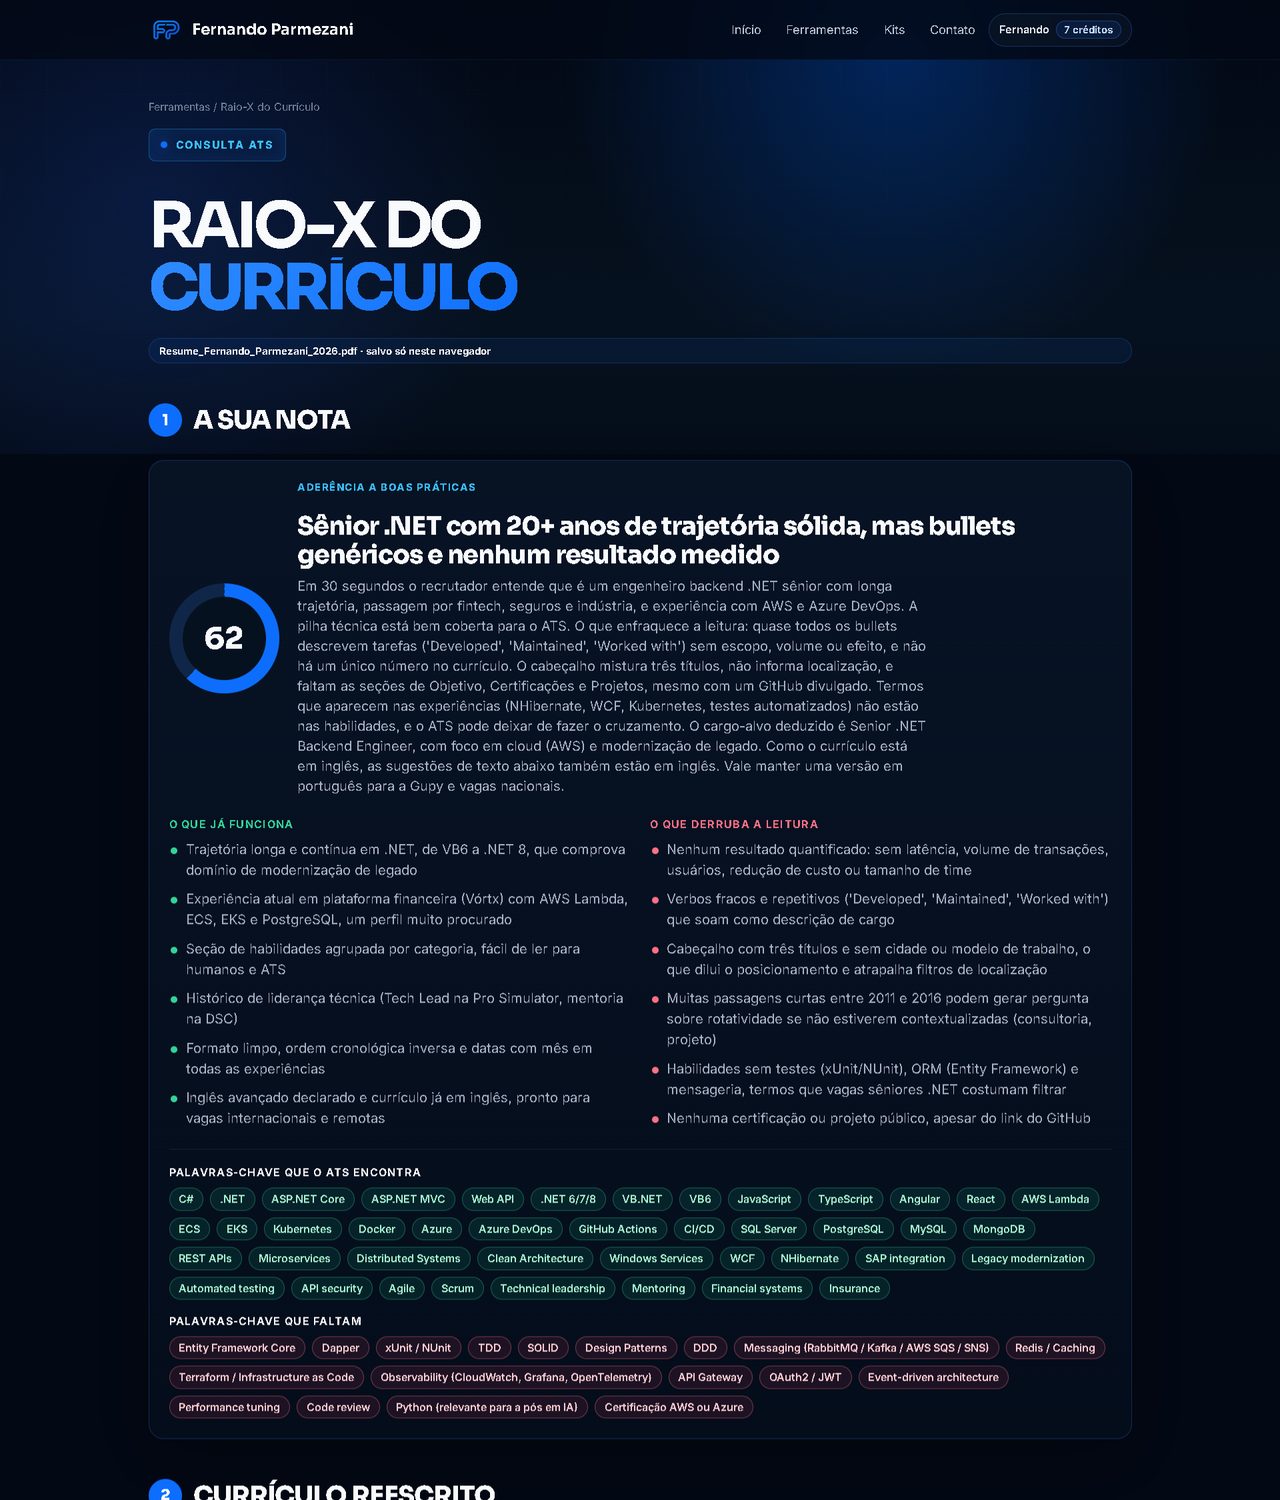 FP Fernando Parmezani
Início Ferramentas Kits Contato Fernando 7 créditos
Ferramentas / Raio-X do Currículo
CONSULTA ATS
RAIO-X DO
CURRÍCULO
Resume_Fernando_Parmezani_2026.pdf · salvo só neste navegador
1 A SUA NOTA
ADERÊNCIA A BOAS PRÁTICAS
Sênior .NET com 20+ anos de trajetória sólida, mas bullets
genéricos e nenhum resultado medido
62
Em 30 segundos o recrutador entende que é um engenheiro backend .NET sênior com longa
trajetória, passagem por fintech, seguros e indústria, e experiência com AWS e Azure DevOps. A
pilha técnica está bem coberta para o ATS. O que enfraquece a leitura: quase todos os bullets
descrevem tarefas ('Developed', 'Maintained', 'Worked with') sem escopo, volume ou efeito, e não
há um único número no currículo. O cabeçalho mistura três títulos, não informa localização, e
faltam as seções de Objetivo, Certificações e Projetos, mesmo com um GitHub divulgado. Termos
que aparecem nas experiências (NHibernate, WCF, Kubernetes, testes automatizados) não estão
nas habilidades, e o ATS pode deixar de fazer o cruzamento. O cargo-alvo deduzido é Senior .NET
Backend Engineer, com foco em cloud (AWS) e modernização de legado. Como o currículo está
em inglês, as sugestões de texto abaixo também estão em inglês. Vale manter uma versão em
português para a Gupy e vagas nacionais.
O QUE JÁ FUNCIONA
Trajetória longa e contínua em .NET, de VB6 a .NET 8, que comprova
domínio de modernização de legado
Experiência atual em plataforma financeira (Vórtx) com AWS Lambda,
ECS, EKS e PostgreSQL, um perfil muito procurado
Seção de habilidades agrupada por categoria, fácil de ler para
humanos e ATS
Histórico de liderança técnica (Tech Lead na Pro Simulator, mentoria
na DSC)
Formato limpo, ordem cronológica inversa e datas com mês em
todas as experiências
Inglês avançado declarado e currículo já em inglês, pronto para
vagas internacionais e remotas
O QUE DERRUBA A LEITURA
Nenhum resultado quantificado: sem latência, volume de transações,
usuários, redução de custo ou tamanho de time
Verbos fracos e repetitivos ('Developed', 'Maintained', 'Worked with')
que soam como descrição de cargo
Cabeçalho com três títulos e sem cidade ou modelo de trabalho, o
que dilui o posicionamento e atrapalha filtros de localização
Muitas passagens curtas entre 2011 e 2016 podem gerar pergunta
sobre rotatividade se não estiverem contextualizadas (consultoria,
projeto)
Habilidades sem testes (xUnit/NUnit), ORM (Entity Framework) e
mensageria, termos que vagas sêniores .NET costumam filtrar
Nenhuma certificação ou projeto público, apesar do link do GitHub
PALAVRAS-CHAVE QUE O ATS ENCONTRA
C# .NET ASP.NET Core ASP.NET MVC Web API .NET 6/7/8 VB.NET VB6 JavaScript TypeScript Angular React AWS Lambda
ECS EKS Kubernetes Docker Azure Azure DevOps GitHub Actions CI/CD SQL Server PostgreSQL MySQL MongoDB
REST APIs Microservices Distributed Systems Clean Architecture Windows Services WCF NHibernate SAP integration Legacy modernization
Automated testing API security Agile Scrum Technical leadership Mentoring Financial systems Insurance
PALAVRAS-CHAVE QUE FALTAM
Entity Framework Core Dapper xUnit / NUnit TDD SOLID Design Patterns DDD Messaging (RabbitMQ / Kafka / AWS SQS / SNS) Redis / Caching
Terraform / Infrastructure as Code Observability (CloudWatch, Grafana, OpenTelemetry) API Gateway OAuth2 / JWT Event-driven architecture
Performance tuning Code review Python (relevante para a pós em IA) Certificação AWS ou Azure
2 CURRÍCULO REESCRITO